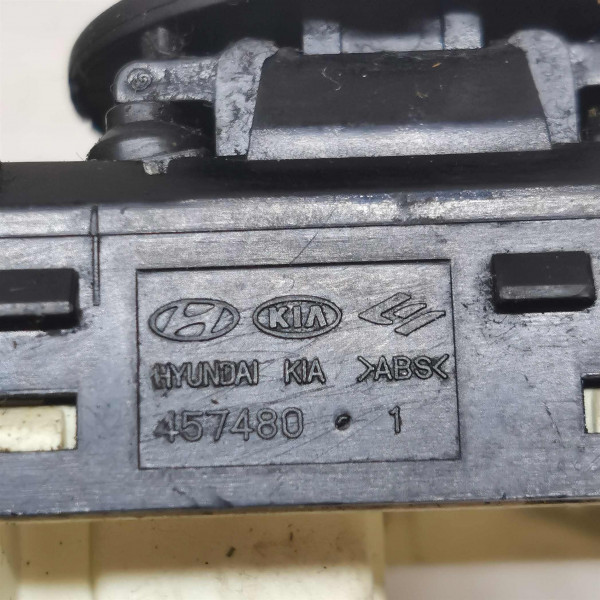 KIA
HYUNDAI KIA >ABS<
457480 · 1